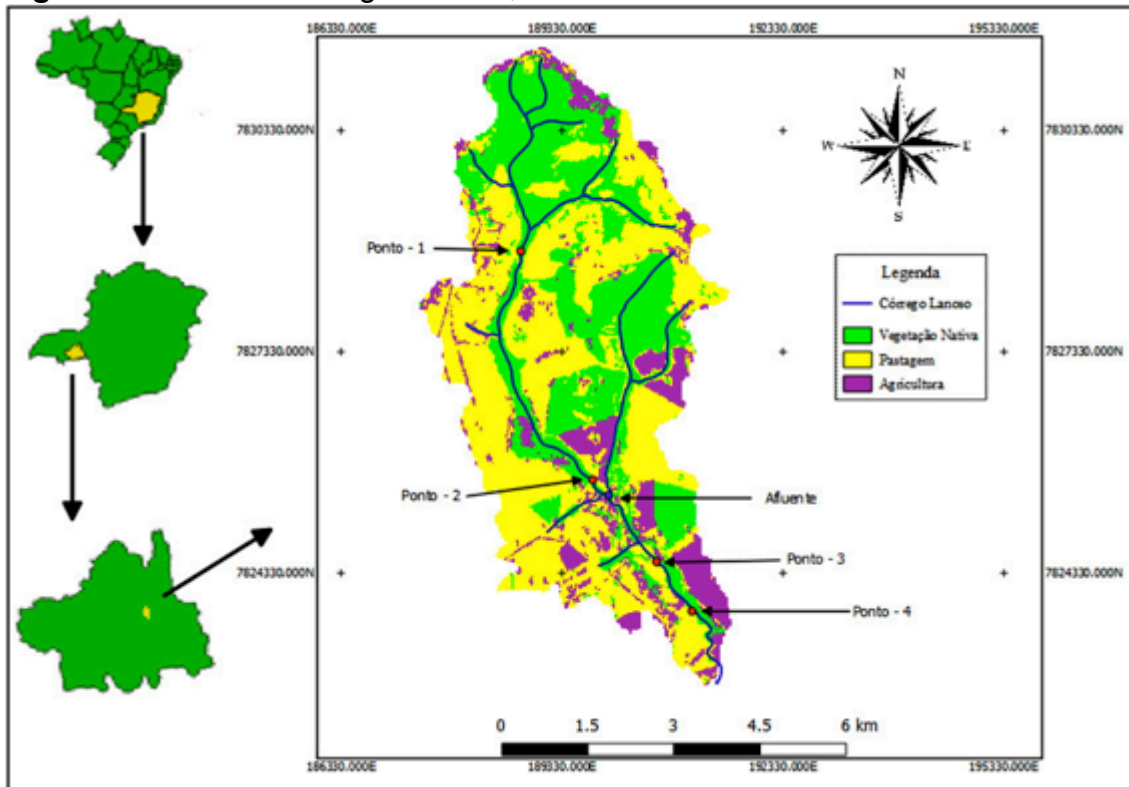 186330.000E 189330.000E 192330.000E 195330.000E
N
W E
S
7830330.000N 7830330.000N
Ponto - 1
Legenda
Córrego Lanoso
Vegetação Nativa
Pastagem
Agricultura
7827330.000N 7827330.000N
Ponto - 2
Afluente
Ponto - 3
7824330.000N 7824330.000N
Ponto - 4
0 1.5 3 4.5 6 km
186330.000E 189330.000E 192330.000E 195330.000E